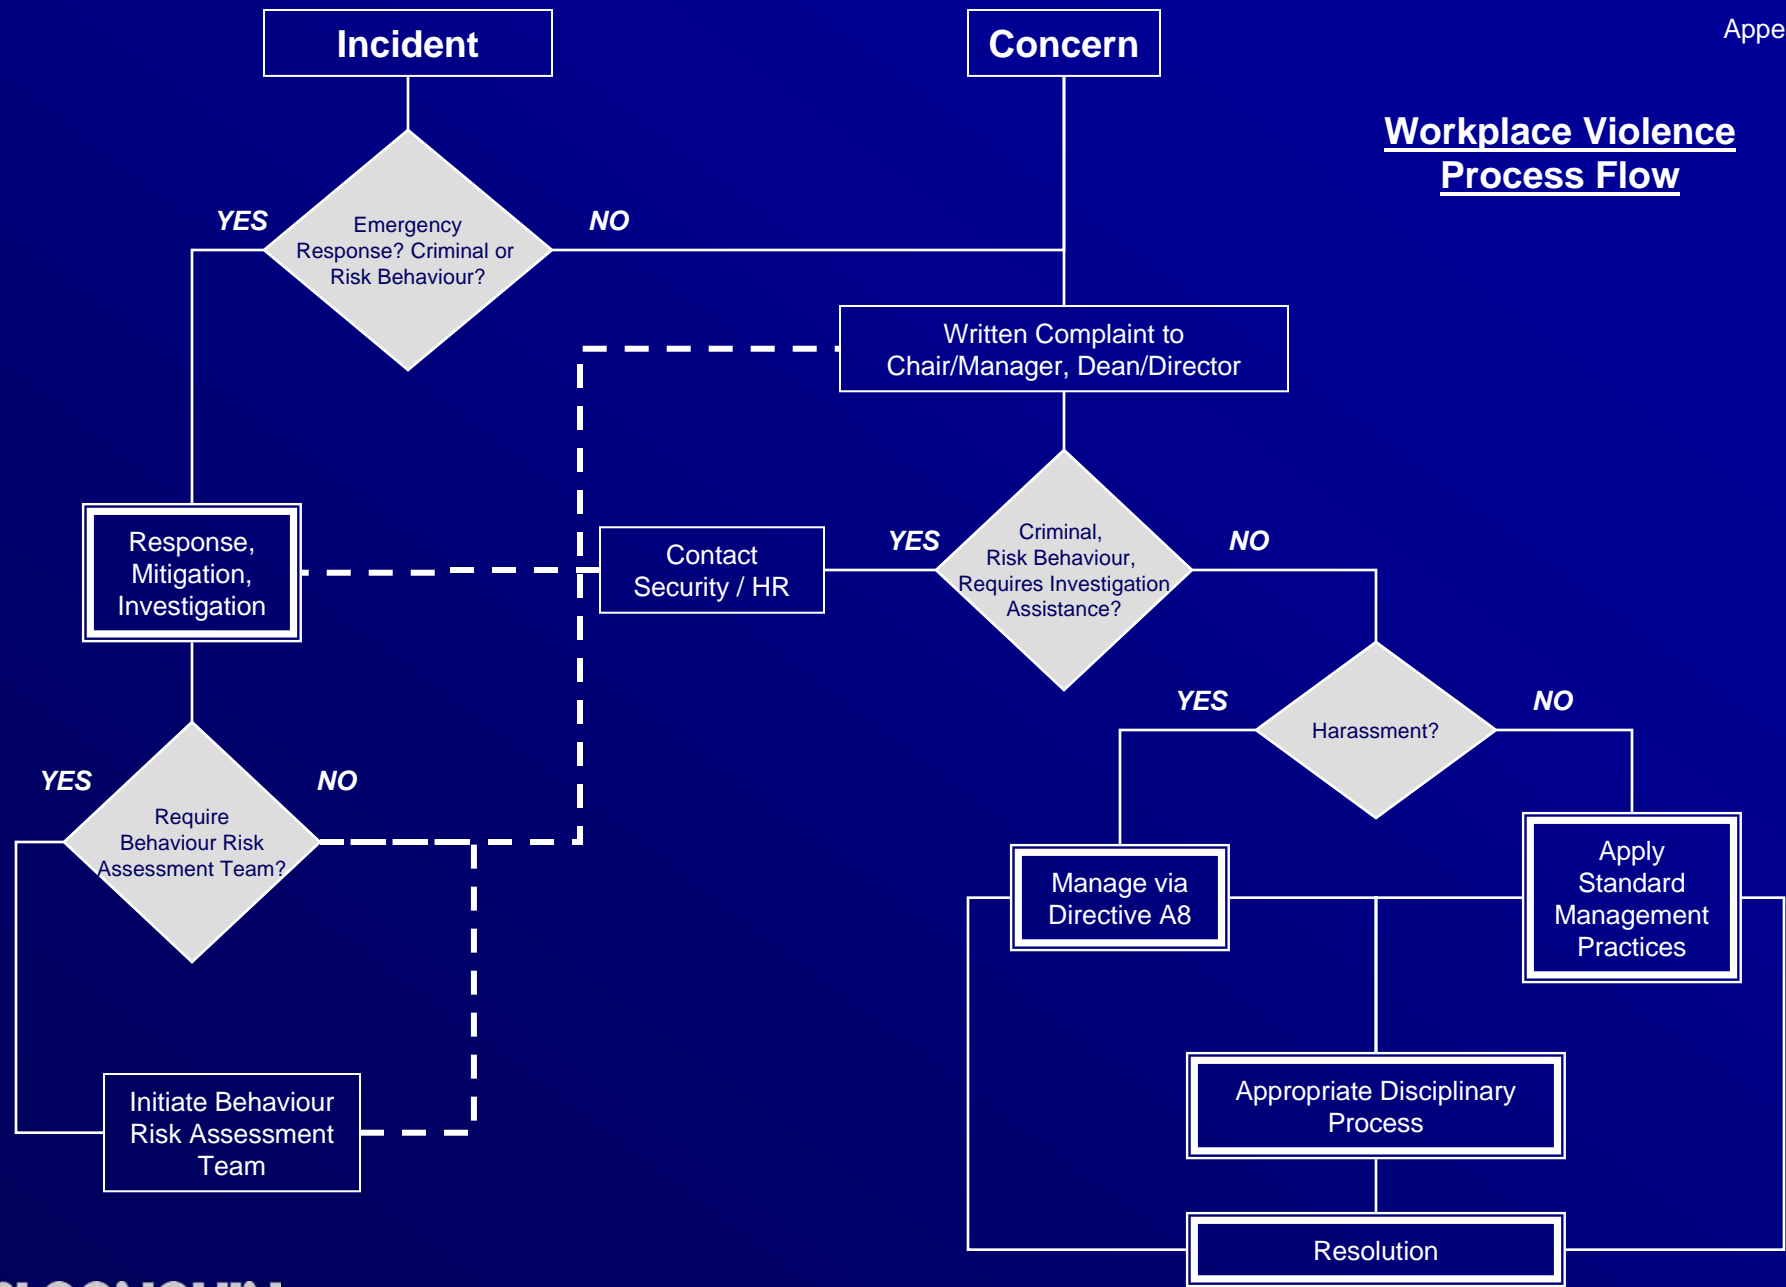 Incident
Concern
Appe
Workplace Violence
Process Flow
YES
Emergency
Response? Criminal or
Risk Behaviour?
NO
Written Complaint to
Chair/Manager, Dean/Director
Response,
Mitigation,
Investigation
Contact
Security / HR
YES
Criminal,
Risk Behaviour,
Requires Investigation
Assistance?
NO
YES
Harassment?
NO
YES
Require
Behaviour Risk
Assessment Team?
NO
Manage via
Directive A8
Apply
Standard
Management
Practices
Initiate Behaviour
Risk Assessment
Team
Appropriate Disciplinary
Process
Resolution